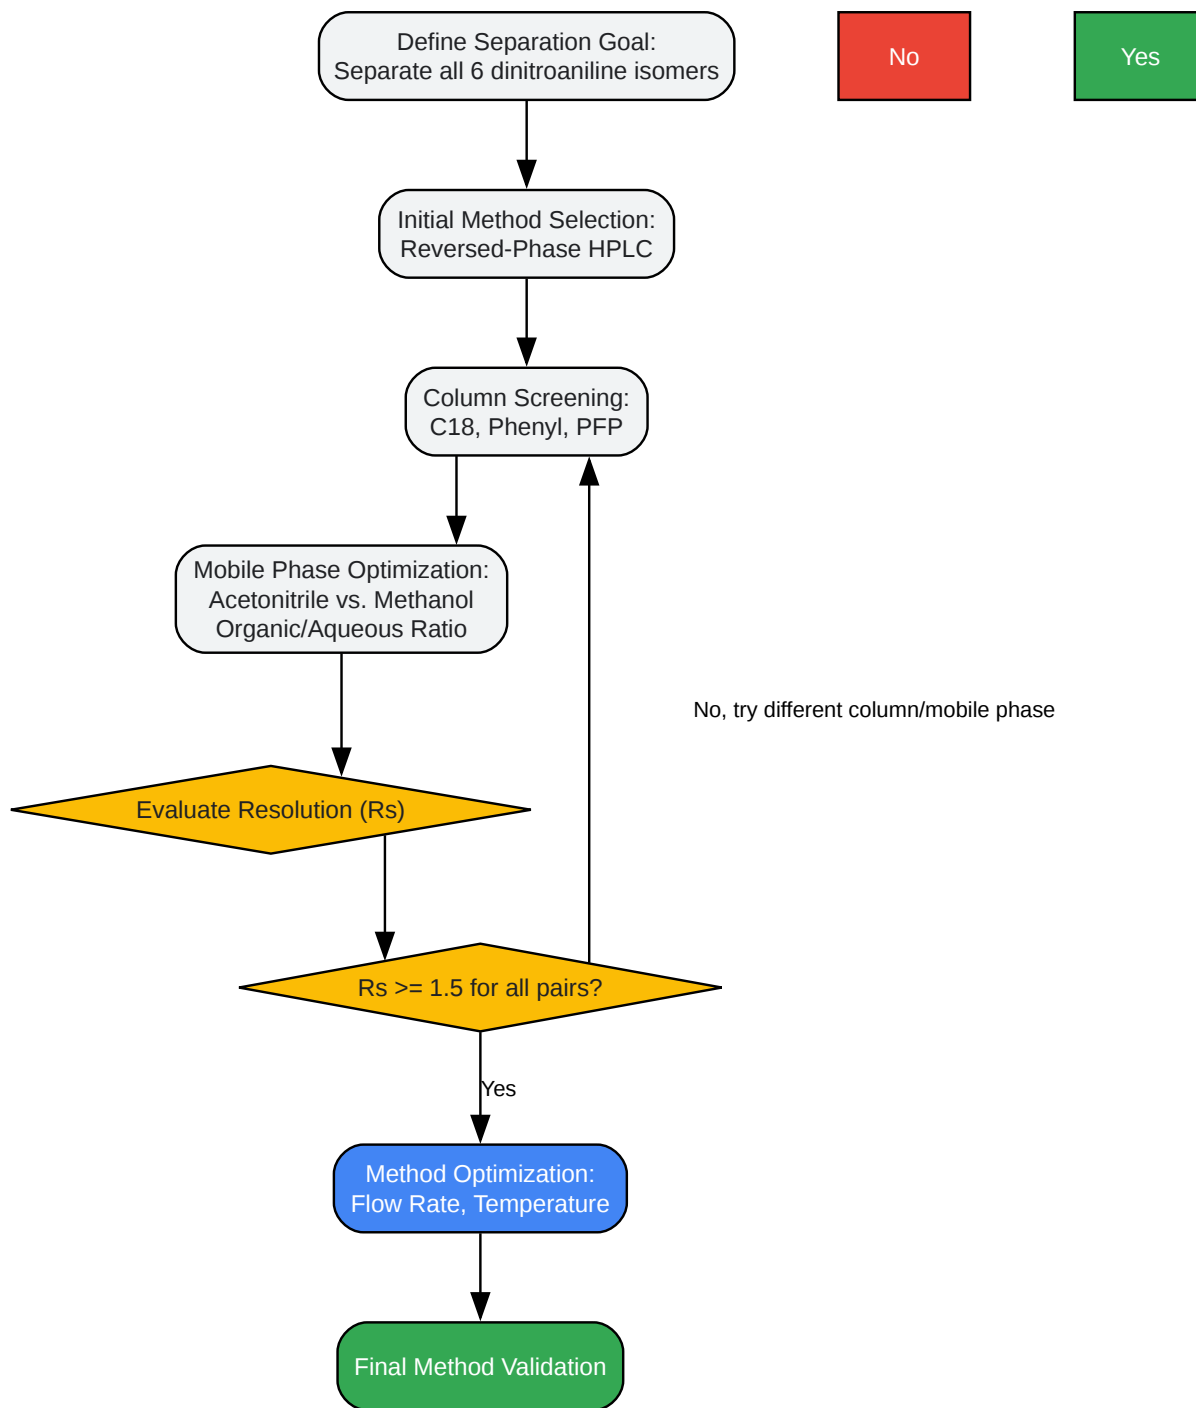 Define Separation Goal:
Separate all 6 dinitroaniline isomers
No
Yes
Initial Method Selection:
Reversed-Phase HPLC
Column Screening:
C18, Phenyl, PFP
Mobile Phase Optimization:
Acetonitrile vs. Methanol
Organic/Aqueous Ratio
No, try different column/mobile phase
Evaluate Resolution (Rs)
Rs >= 1.5 for all pairs?
Yes
Method Optimization:
Flow Rate, Temperature
Final Method Validation